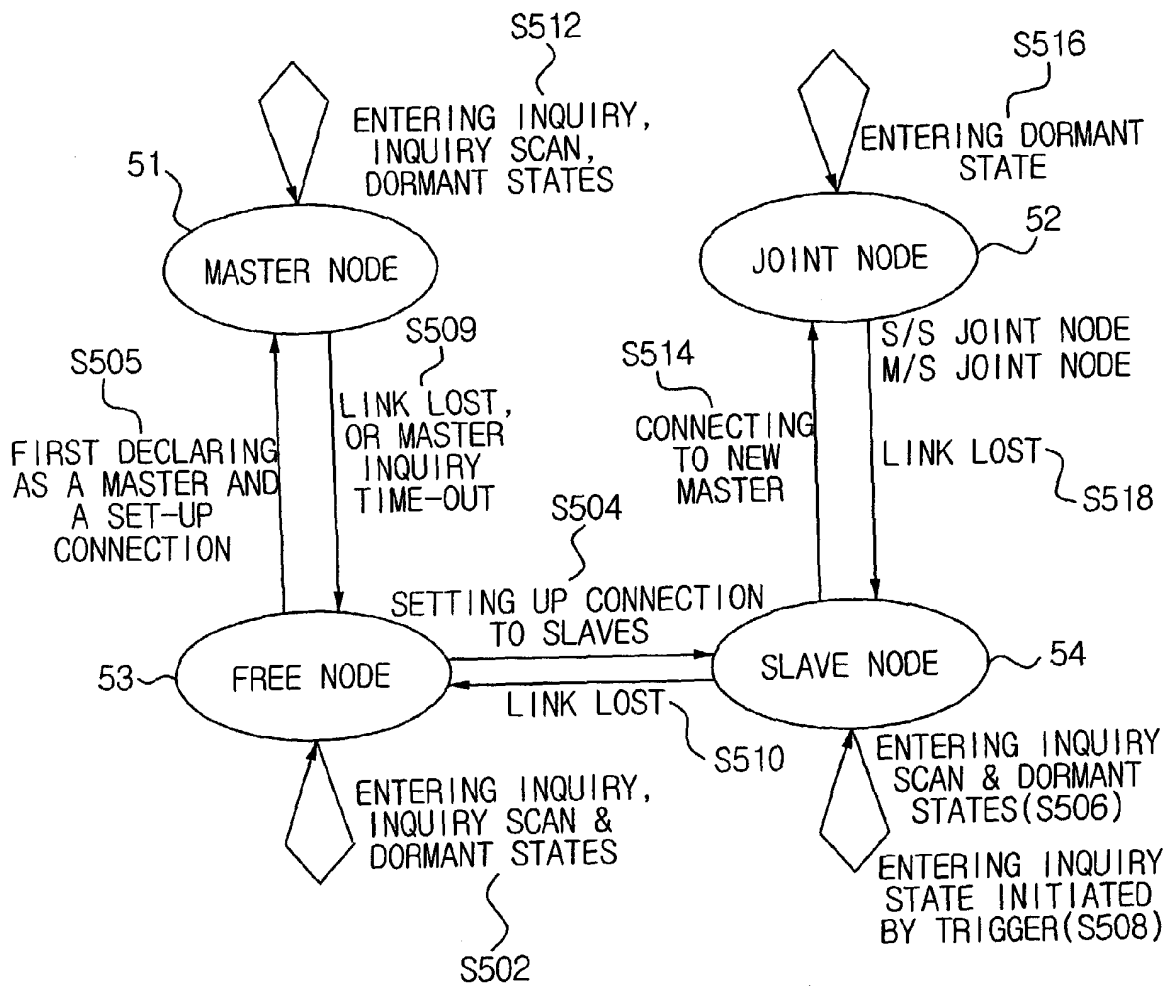 S512
S516
ENTERING INQUIRY,
INQUIRY SCAN,
DORMANT STATES
ENTERING DORMANT
STATE
51
52
MASTER NODE
JOINT NODE
S505
S509
S514
S/S JOINT NODE
M/S JOINT NODE
FIRST DECLARING
AS A MASTER AND
A SET-UP
CONNECTION
LINK LOST,
OR MASTER
INQUIRY
TIME-OUT
CONNECTING
TO NEW
MASTER
LINK LOST
S518
S504
SETTING UP CONNECTION
TO SLAVES
53
FREE NODE
SLAVE NODE
54
LINK LOST
S510
ENTERING INQUIRY,
INQUIRY SCAN &
DORMANT STATES
S502
ENTERING INQUIRY
SCAN & DORMANT
STATES(S506)
ENTERING INQUIRY
STATE INITIATED
BY TRIGGER(S508)